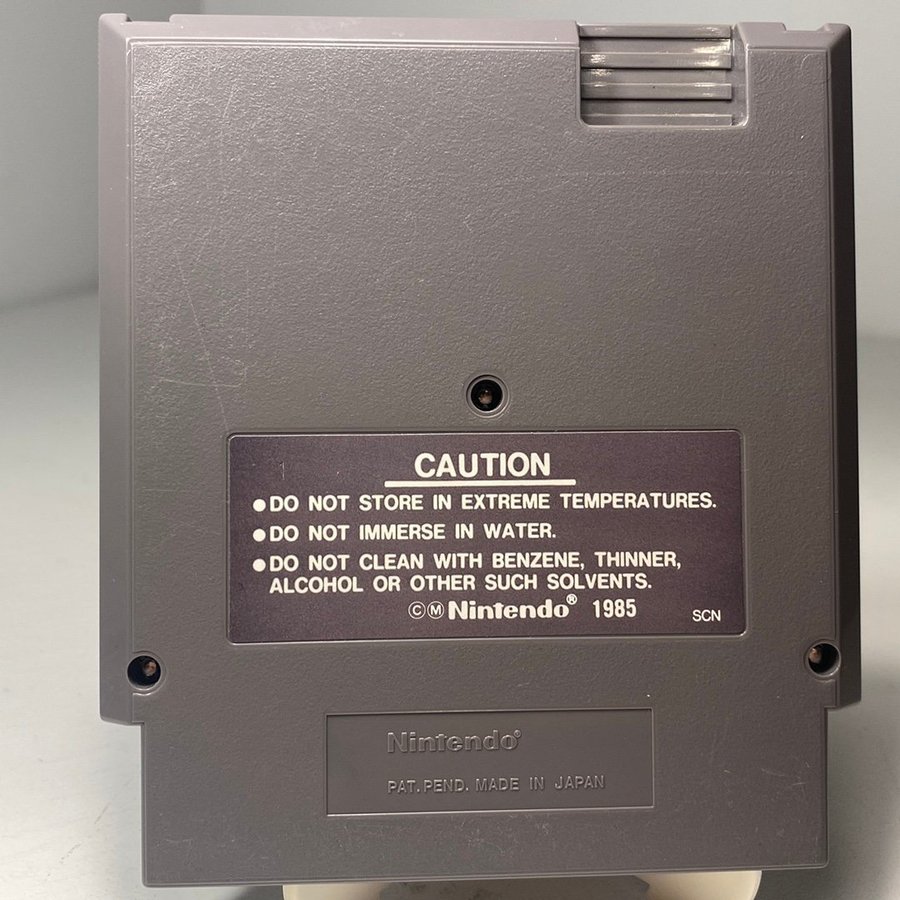 CAUTION
●DO NOT STORE IN EXTREME TEMPERATURES.
●DO NOT IMMERSE IN WATER.
●DO NOT CLEAN WITH BENZENE, THINNER,
ALCOHOL OR OTHER SUCH SOLVENTS.
ⒸⓂNintendo® 1985
SCN
Nintendo®
PAT. PEND. MADE IN JAPAN